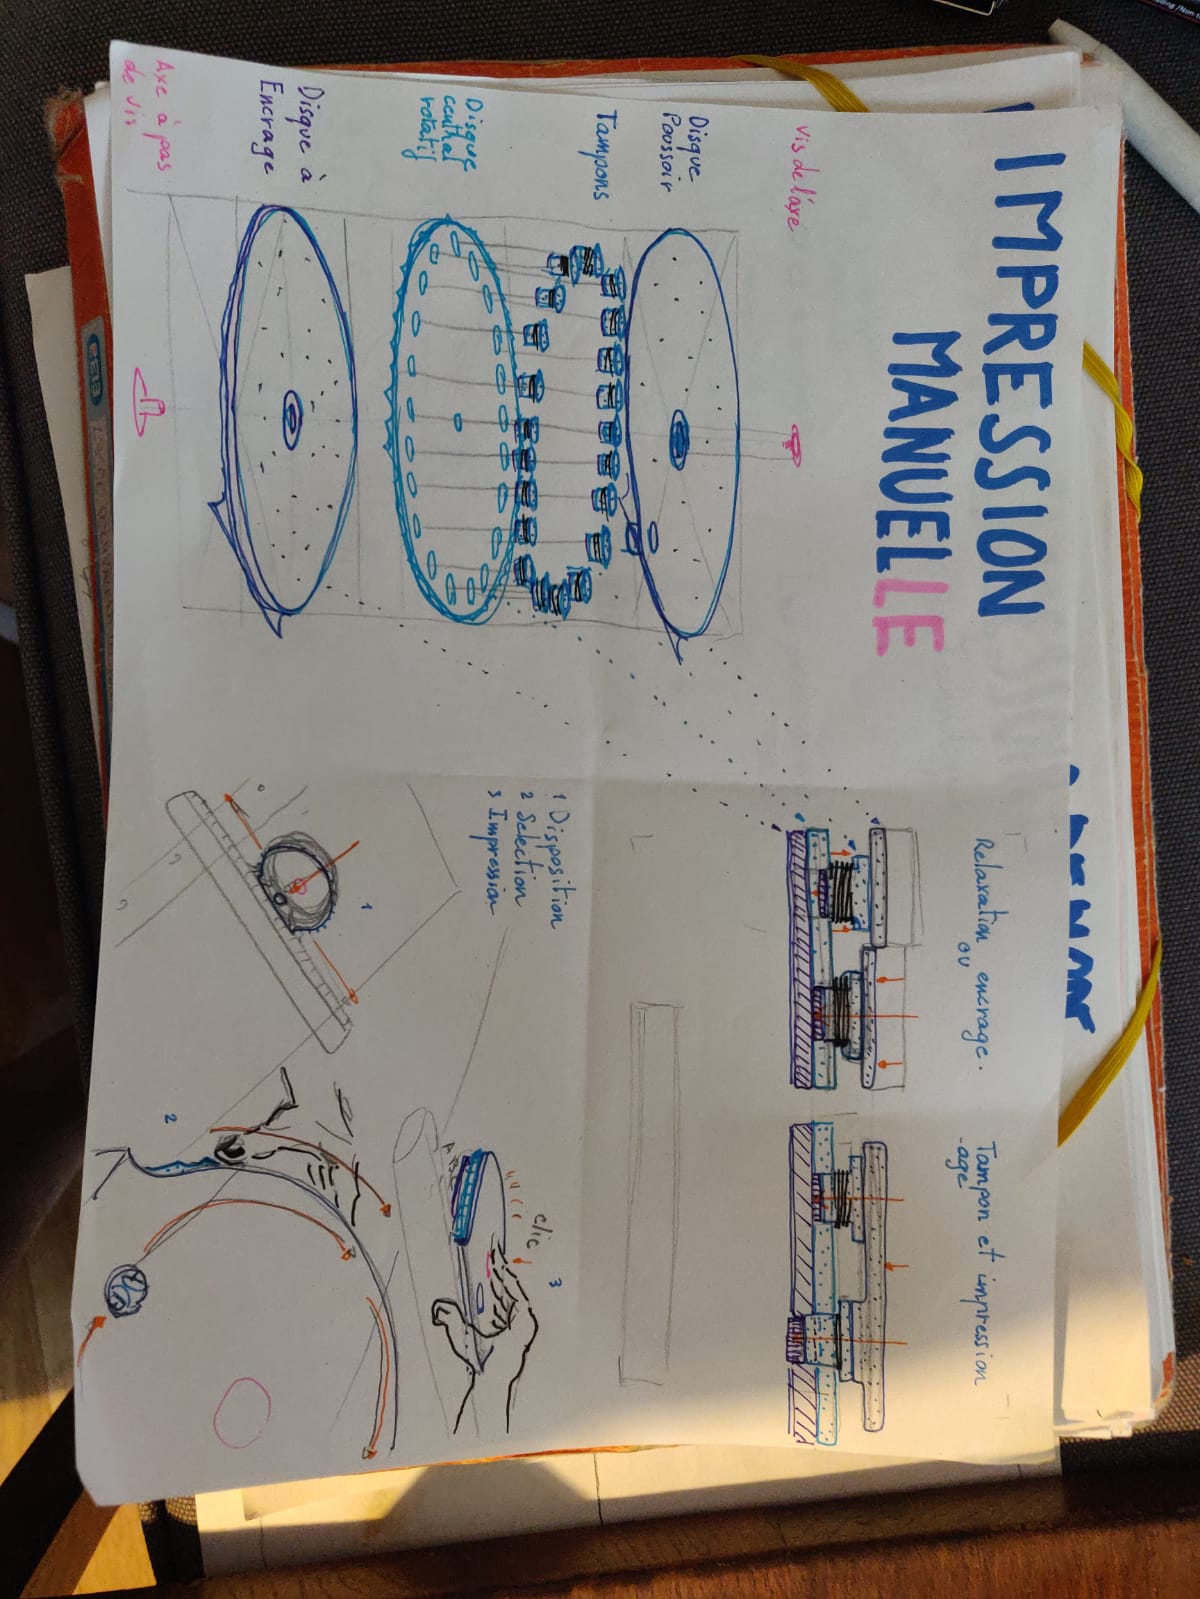 IMPRESSION
MANUELLE
Vis de l'axe
Disque
Poussoir
Tampons
Disque
central
rotatif
Disque à
Encrage
Axe à pas
de vis
Relaxation encrage.
ou
Tampon et impression
-age
1 Disposition
2 Selection
3 Impression
1
2
3
clic